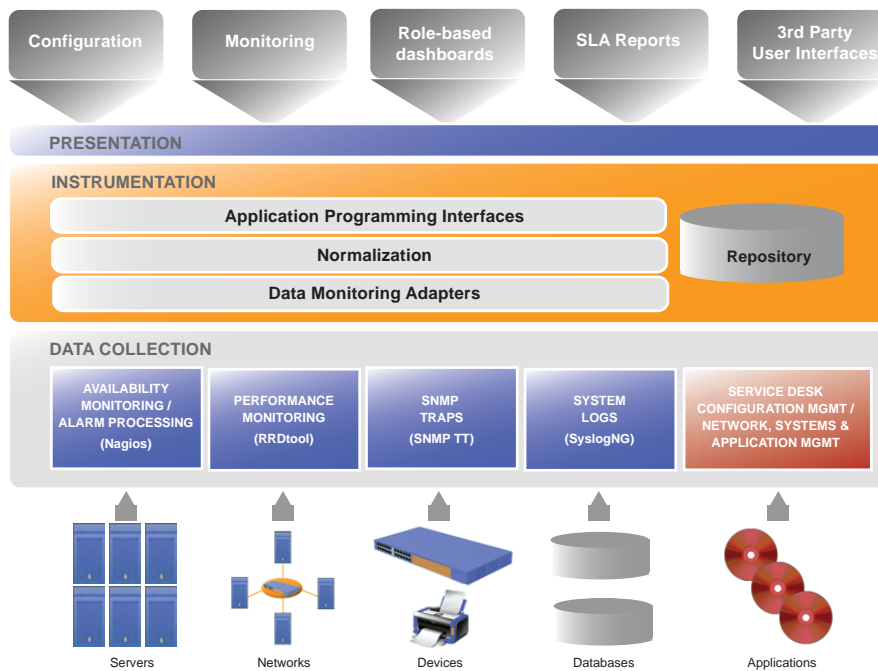 Configuration
Monitoring
Role-based
dashboards
SLA Reports
3rd Party
User Interfaces
PRESENTATION
INSTRUMENTATION
Application Programming Interfaces
Normalization
Data Monitoring Adapters
Repository
DATA COLLECTION
AVAILABILITY
MONITORING /
ALARM PROCESSING
(Nagios)
PERFORMANCE
MONITORING
(RRDtool)
SNMP
TRAPS
(SNMP TT)
SYSTEM
LOGS
(SyslogNG)
SERVICE DESK
CONFIGURATION MGMT /
NETWORK, SYSTEMS &
APPLICATION MGMT
Servers
Networks
Devices
Databases
Applications